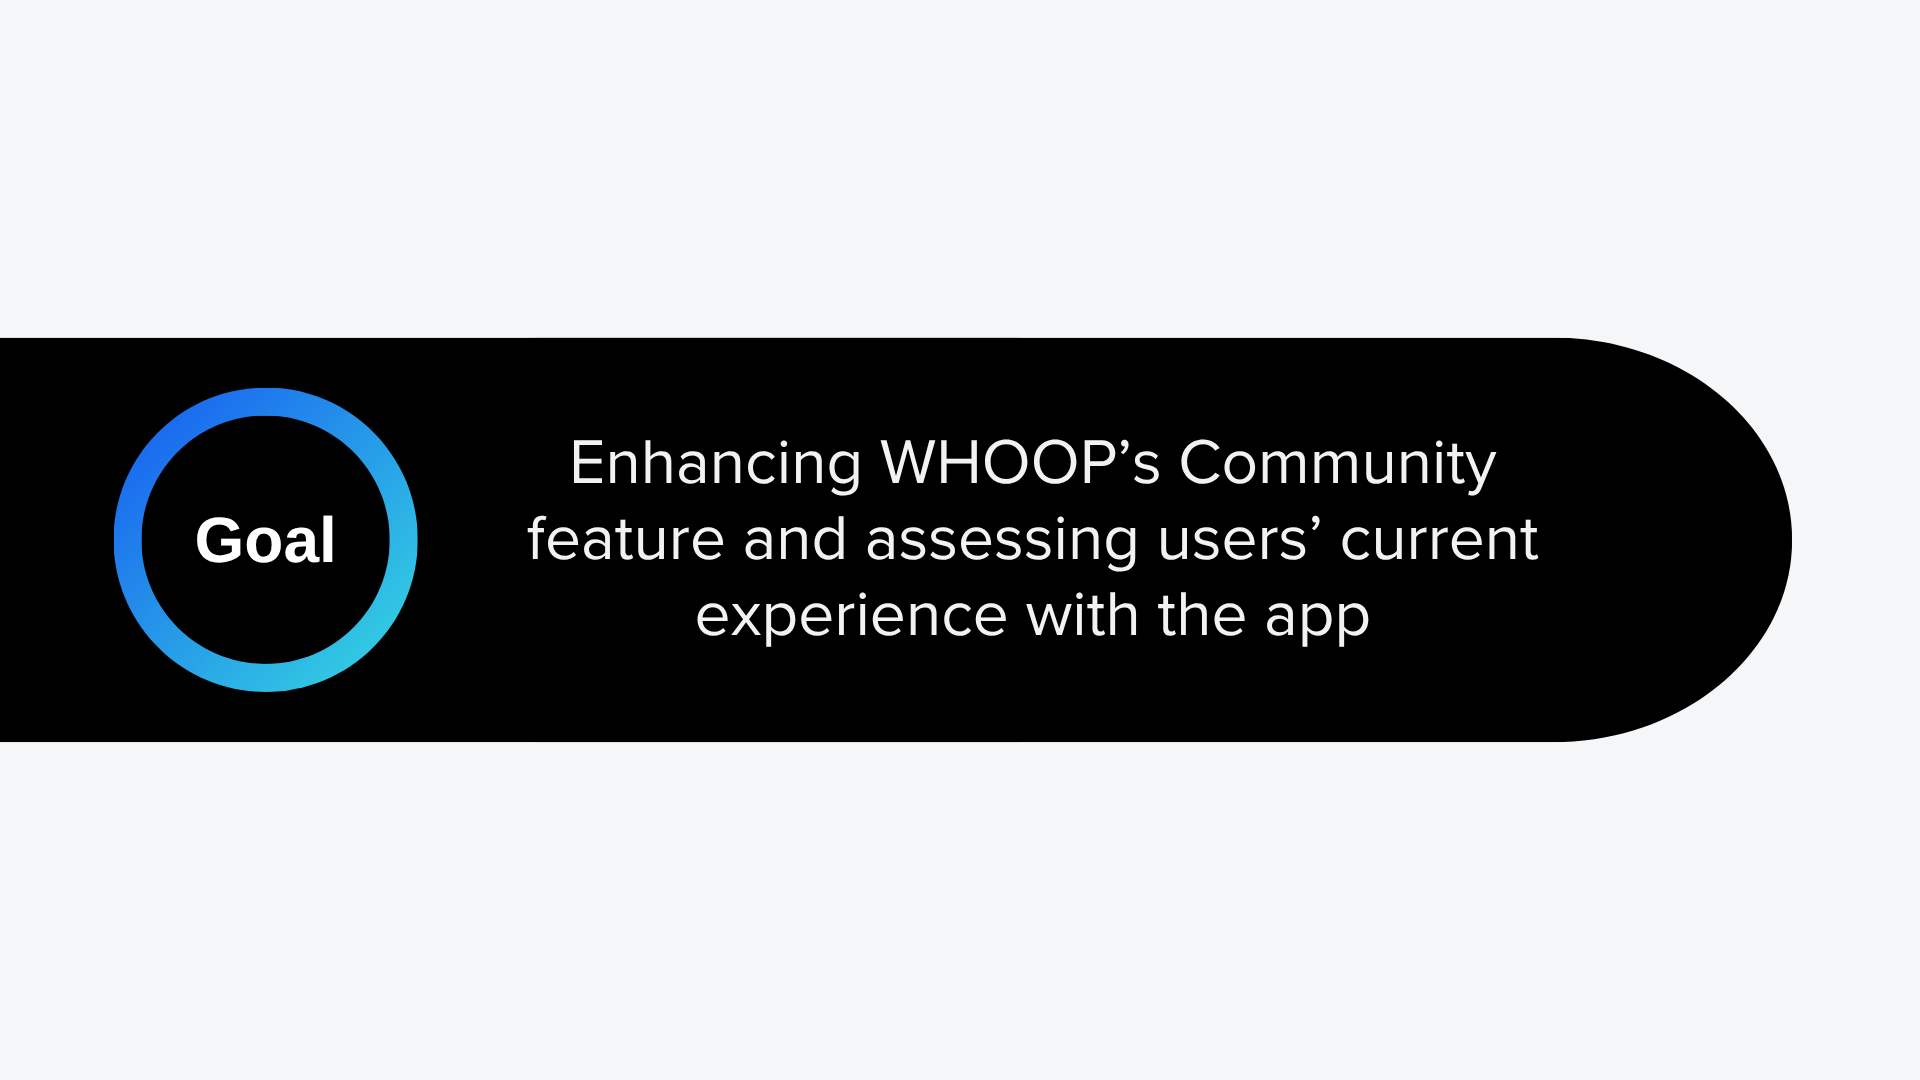 Goal
Enhancing WHOOP’s Community
feature and assessing users’ current
experience with the app